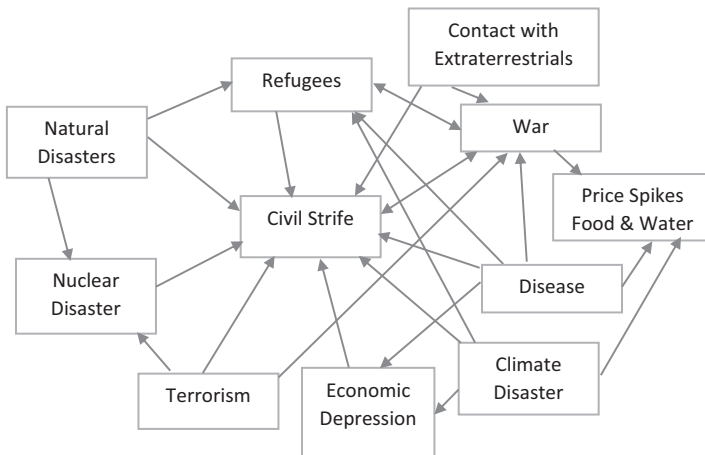 Contact with
Extraterrestrials
Refugees
Natural
Disasters
War
Price Spikes
Food & Water
Civil Strife
Nuclear
Disaster
Disease
Terrorism
Economic
Depression
Climate
Disaster